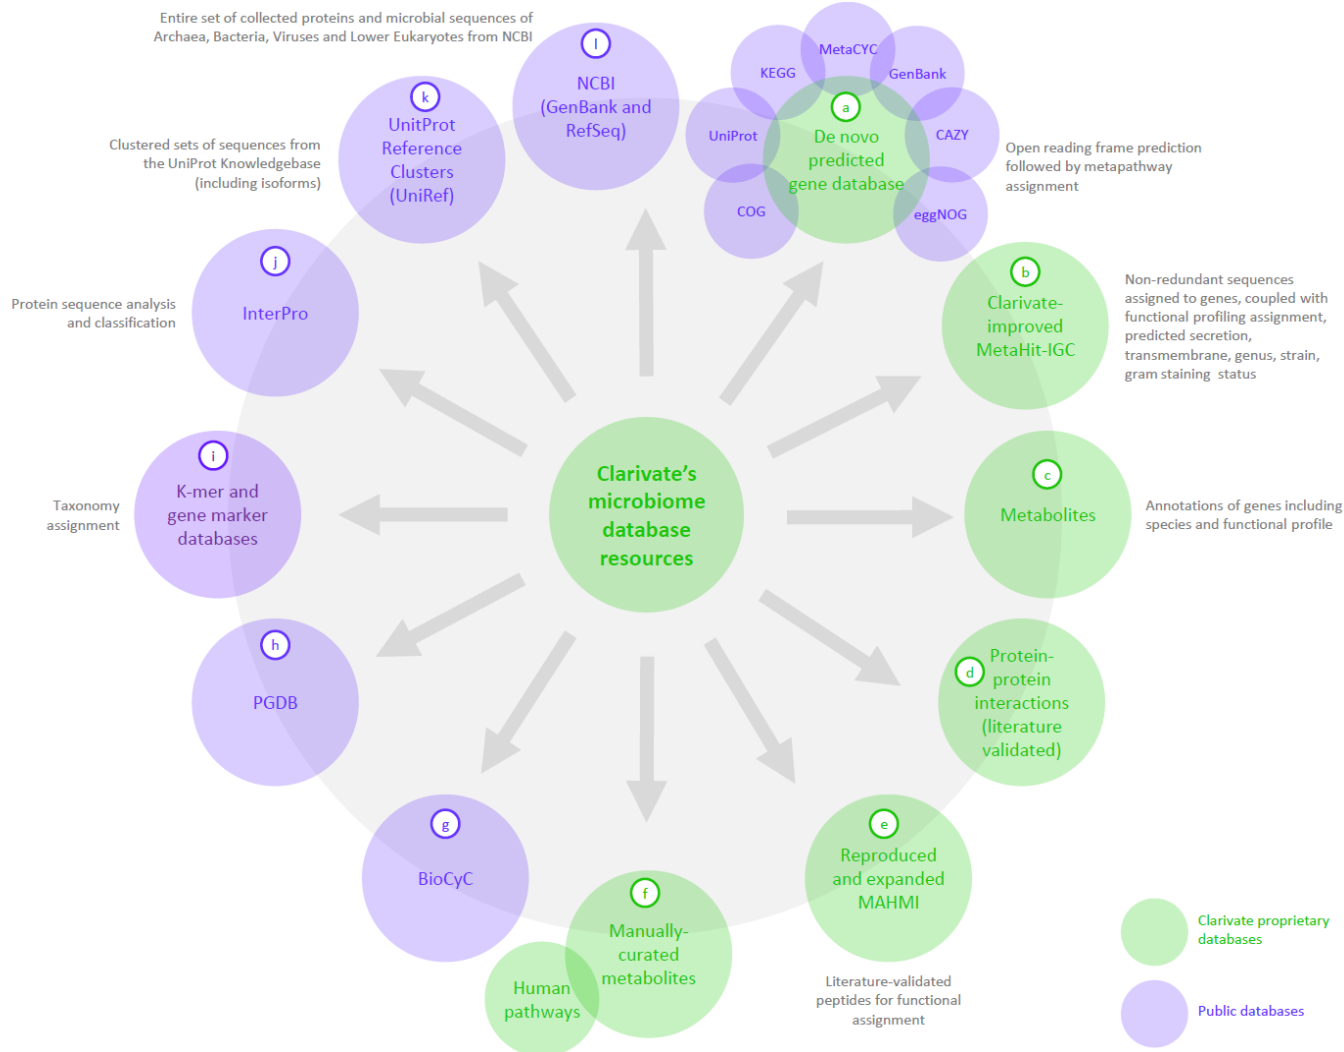 Entire set of collected proteins and microbial sequences of
Archaea, Bacteria, Viruses and Lower Eukaryotes from NCBI
l
NCBI
(GenBank and
RefSeq)
MetaCYC
KEGG
GenBank
UniProt
CAZY
COG
eggNOG
a
De novo
predicted
gene database
Open reading frame prediction
followed by metapathway
assignment
k
UnitProt
Reference
Clusters
(UniRef)
Clustered sets of sequences from
the UniProt Knowledgebase
(including isoforms)
b
Clarivate-
improved
MetaHit-IGC
Non-redundant sequences
assigned to genes, coupled with
functional profiling assignment,
predicted secretion,
transmembrane, genus, strain,
gram staining status
j
InterPro
Protein sequence analysis
and classification
Clarivate's
microbiome
database
resources
c
Metabolites
Annotations of genes including
species and functional profile
i
K-mer and
gene marker
databases
Taxonomy
assignment
d
Protein-
protein
interactions
(literature
validated)
h
PGDB
e
Reproduced
and expanded
MAHMI
Literature-validated
peptides for functional
assignment
g
BioCyC
f
Manually-
curated
metabolites
Human
pathways
Clarivate proprietary
databases
Public databases